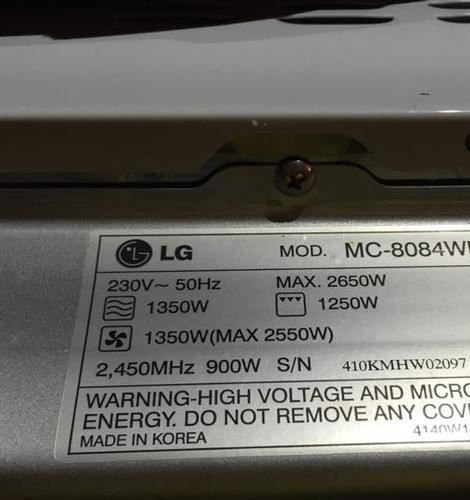 LG MOD. MC-8084W
230V~ 50Hz MAX. 2650W
1350W 1250W
1350W(MAX 2550W)
2,450MHz 900W S/N 410KMHW02097
WARNING-HIGH VOLTAGE AND MICRO
ENERGY. DO NOT REMOVE ANY COV
MADE IN KOREA 4140W1